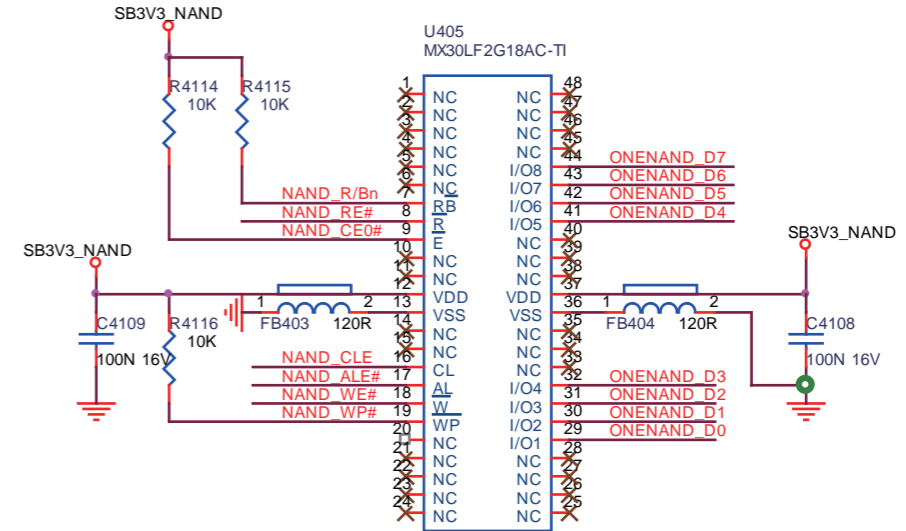 SB3V3_NAND
U405
MX30LF2G18AC-TI
R4114
10K
R4115
10K
1 NC NC 48
2 NC NC 47
3 NC NC 46
4 NC NC 45
5 NC I/O8 44 ONENAND_D7
6 NC I/O7 43 ONENAND_D6
NAND_R/Bn 7 RB I/O6 42 ONENAND_D5
NAND_RE# 8 R I/O5 41 ONENAND_D4
NAND_CE0# 9 E NC 40
10 NC NC 39
11 NC NC 38
SB3V3_NAND
SB3V3_NAND
12 VDD VDD 37
1 2 13 VSS VSS 36 1 2
FB403 120R
FB404 120R
C4109
100N 16V
R4116
10K
C4108
100N 16V
14 NC NC 35
15 NC NC 34
NAND_CLE 16 CL NC 33
NAND_ALE# 17 AL I/O4 32 ONENAND_D3
NAND_WE# 18 W I/O3 31 ONENAND_D2
NAND_WP# 19 WP I/O2 30 ONENAND_D1
20 NC I/O1 29 ONENAND_D0
21 NC NC 28
22 NC NC 27
23 NC NC 26
24 NC NC 25